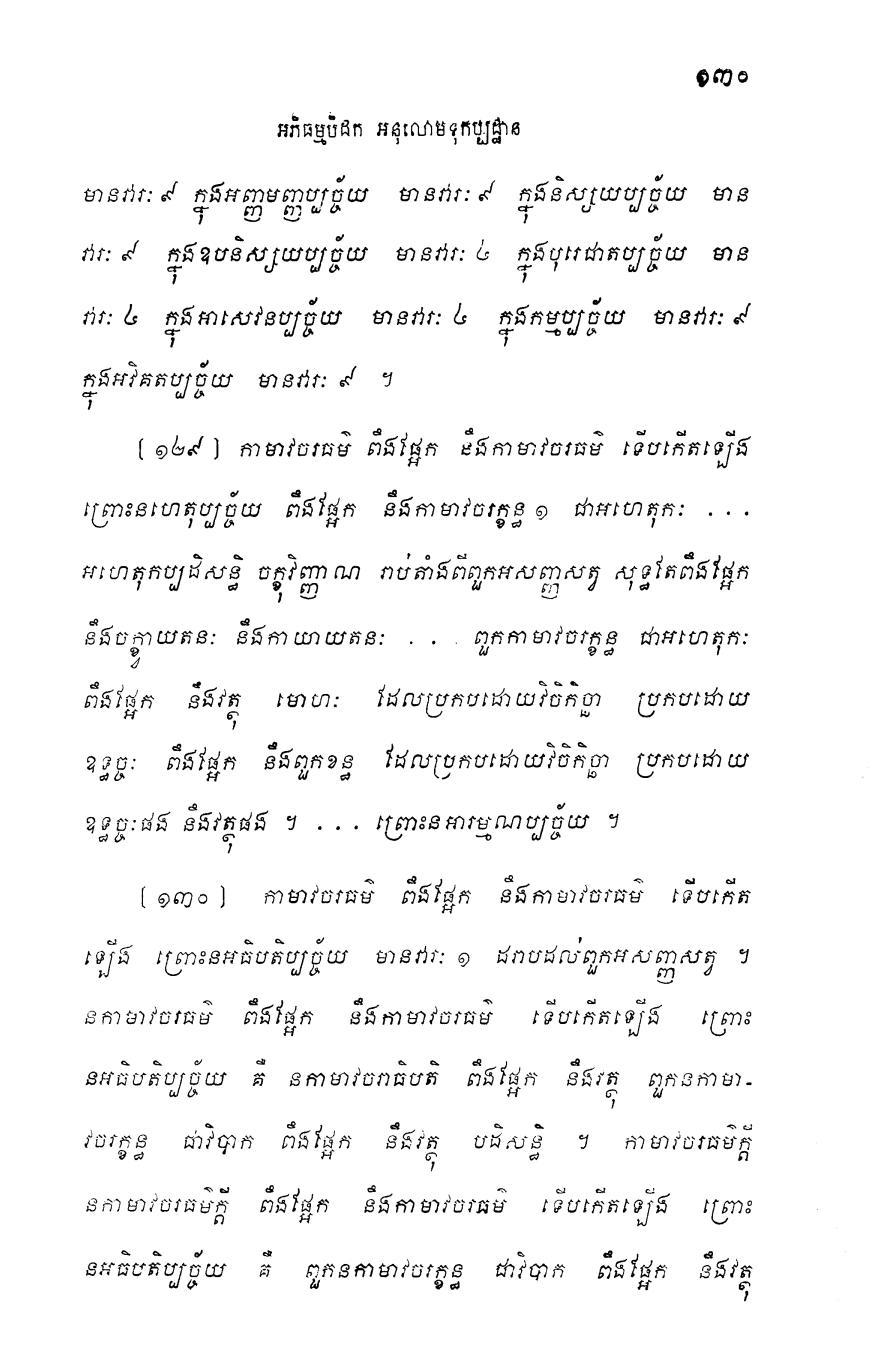 ១៣០
អភិធម្មបិដក អនុលោមទុកប្បដ្ឋាន
មានវារៈ ៩ ក្នុងអញ្ញមញ្ញប្បច្ច័យ មានវារៈ ៩ ក្នុងនិស្សយប្បច្ច័យ មាន
វារៈ ៩ ក្នុងឧបនិស្សយប្បច្ច័យ មានវារៈ ៤ ក្នុងបុរេជាតប្បច្ច័យ មាន
វារៈ ៤ ក្នុងអាសេវនប្បច្ច័យ មានវារៈ ៤ ក្នុងកម្មប្បច្ច័យ មានវារៈ ៩
ក្នុងអវិគតប្បច្ច័យ មានវារៈ ៩ ។
[១២៩] កាមាវចរធម៌ ពឹងផ្អែក នឹងកាមាវចរធម៌ ទើបកើតឡើង
ព្រោះនហេតុប្បច្ច័យ ពឹងផ្អែក នឹងកាមាវចរក្ខន្ធ ១ ជាអហេតុកៈ . . .
អហេតុកប្បដិសន្ធិ ចក្ខុវិញ្ញាណ រាប់តាំងពីពួកអសញ្ញសត្វ សុទ្ធតែពឹងផ្អែក
នឹងចក្ខ្វាយតនៈ នឹងកាយាយតនៈ . . . ពួកកាមាវចរក្ខន្ធ ជាអហេតុកៈ
ពឹងផ្អែក នឹងវត្ថុ មោហៈ ដែលប្រកបដោយវិចិកិច្ឆា ប្រកបដោយ
ឧទ្ធច្ចៈ ពឹងផ្អែក នឹងពួកខន្ធ ដែលប្រកបដោយវិចិកិច្ឆា ប្រកបដោយ
ឧទ្ធច្ចៈផង នឹងវត្ថុផង ។ . . . ព្រោះនអារម្មណប្បច្ច័យ ។
[១៣០] កាមាវចរធម៌ ពឹងផ្អែក នឹងកាមាវចរធម៌ ទើបកើត
ឡើង ព្រោះនអធិបតិប្បច្ច័យ មានវារៈ ១ ដរាបដល់ពួកអសញ្ញសត្វ ។
នកាមាវចរធម៌ ពឹងផ្អែក នឹងកាមាវចរធម៌ ទើបកើតឡើង ព្រោះ
នអធិបតិប្បច្ច័យ គឺ នកាមាវចរាធិបតិ ពឹងផ្អែក នឹងវត្ថុ ពួកនកាមា-
វចរក្ខន្ធ ជាវិបាក ពឹងផ្អែក នឹងវត្ថុ បដិសន្ធិ ។ កាមាវចរធម៌ក្តី
នកាមាវចរធម៌ក្តី ពឹងផ្អែក នឹងកាមាវចរធម៌ ទើបកើតឡើង ព្រោះ
នអធិបតិប្បច្ច័យ គឺ ពួកនកាមាវចរក្ខន្ធ ជាវិបាក ពឹងផ្អែក នឹងវត្ថុ